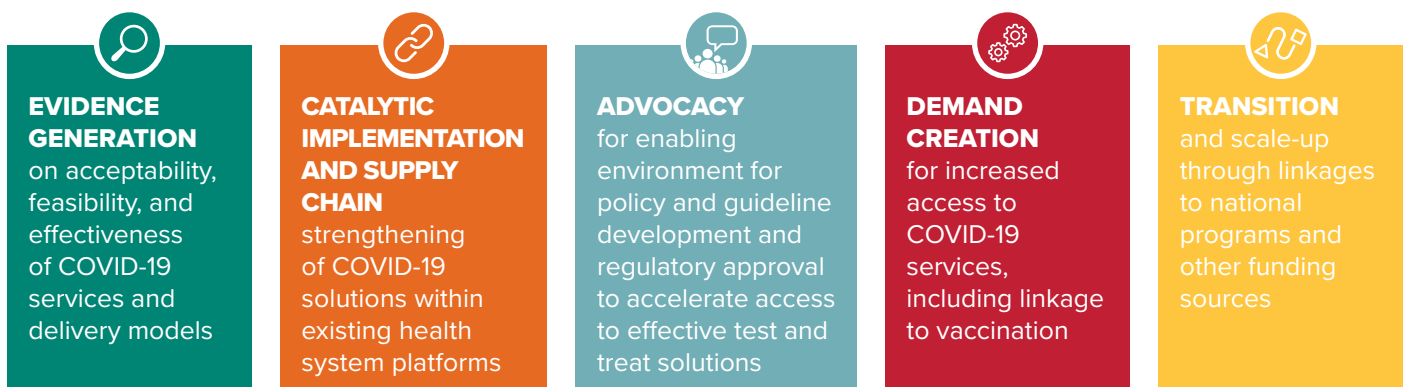 EVIDENCE
GENERATION
on acceptability,
feasibility, and
effectiveness
of COVID-19
services and
delivery models
CATALYTIC
IMPLEMENTATION
AND SUPPLY
CHAIN
strengthening
of COVID-19
solutions within
existing health
system platforms
ADVOCACY
for enabling
environment for
policy and guideline
development and
regulatory approval
to accelerate access
to effective test and
treat solutions
DEMAND
CREATION
for increased
access to
COVID-19
services,
including linkage
to vaccination
TRANSITION
and scale-up
through linkages
to national
programs and
other funding
sources